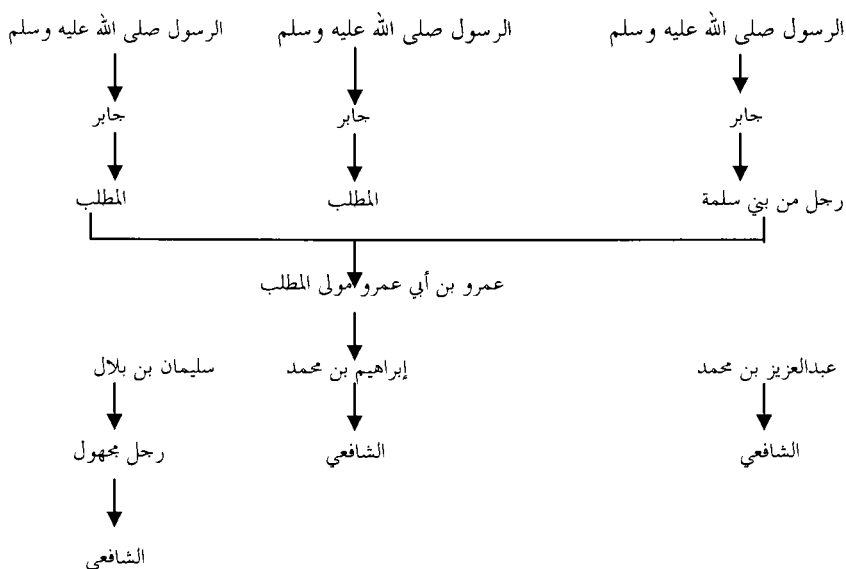 الرسول صلى الله عليه وسلم الرسول صلى الله عليه وسلم الرسول صلى الله عليه وسلم
جابر جابر جابر
رجل من بني سلمة المطلب المطلب
عمرو بن أبي عمرو مولى المطلب
عبدالعزيز بن محمد إبراهيم بن محمد سليمان بن بلال
الشافعي الشافعي رجل مجهول
الشافعي